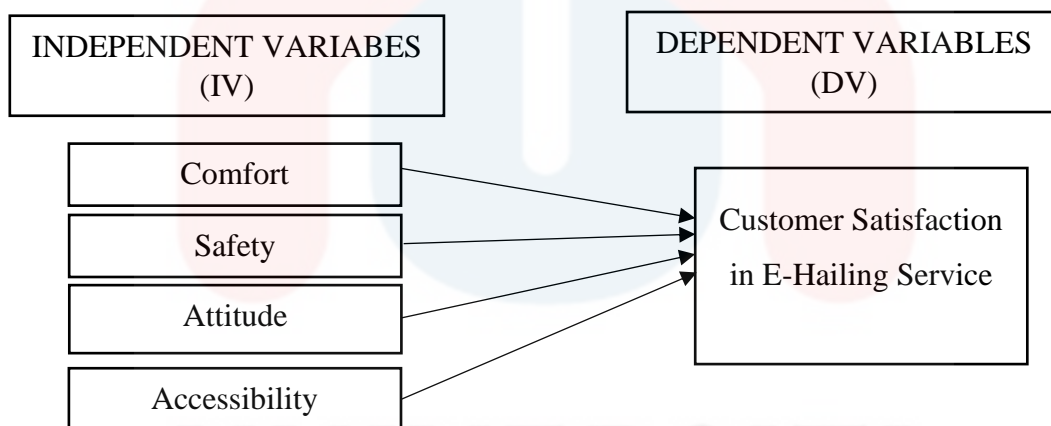 INDEPENDENT VARIABES
(IV)
DEPENDENT VARIABLES
(DV)
Comfort
Safety
Attitude
Accessibility
Customer Satisfaction
in E-Hailing Service